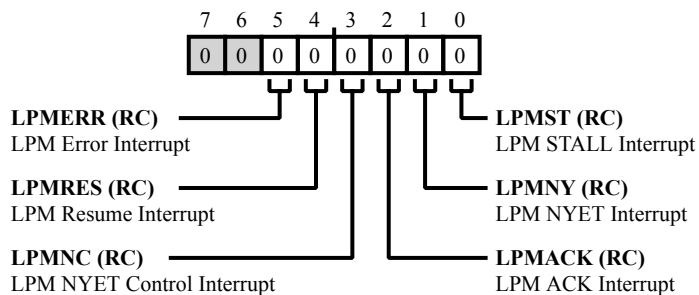 7 6 5 4 3 2 1 0
0 0 0 0 0 0 0 0
LPMERR (RC)
LPM Error Interrupt
LPMRES (RC)
LPM Resume Interrupt
LPMNC (RC)
LPM NYET Control Interrupt
LPMST (RC)
LPM STALL Interrupt
LPMNY (RC)
LPM NYET Interrupt
LPMACK (RC)
LPM ACK Interrupt